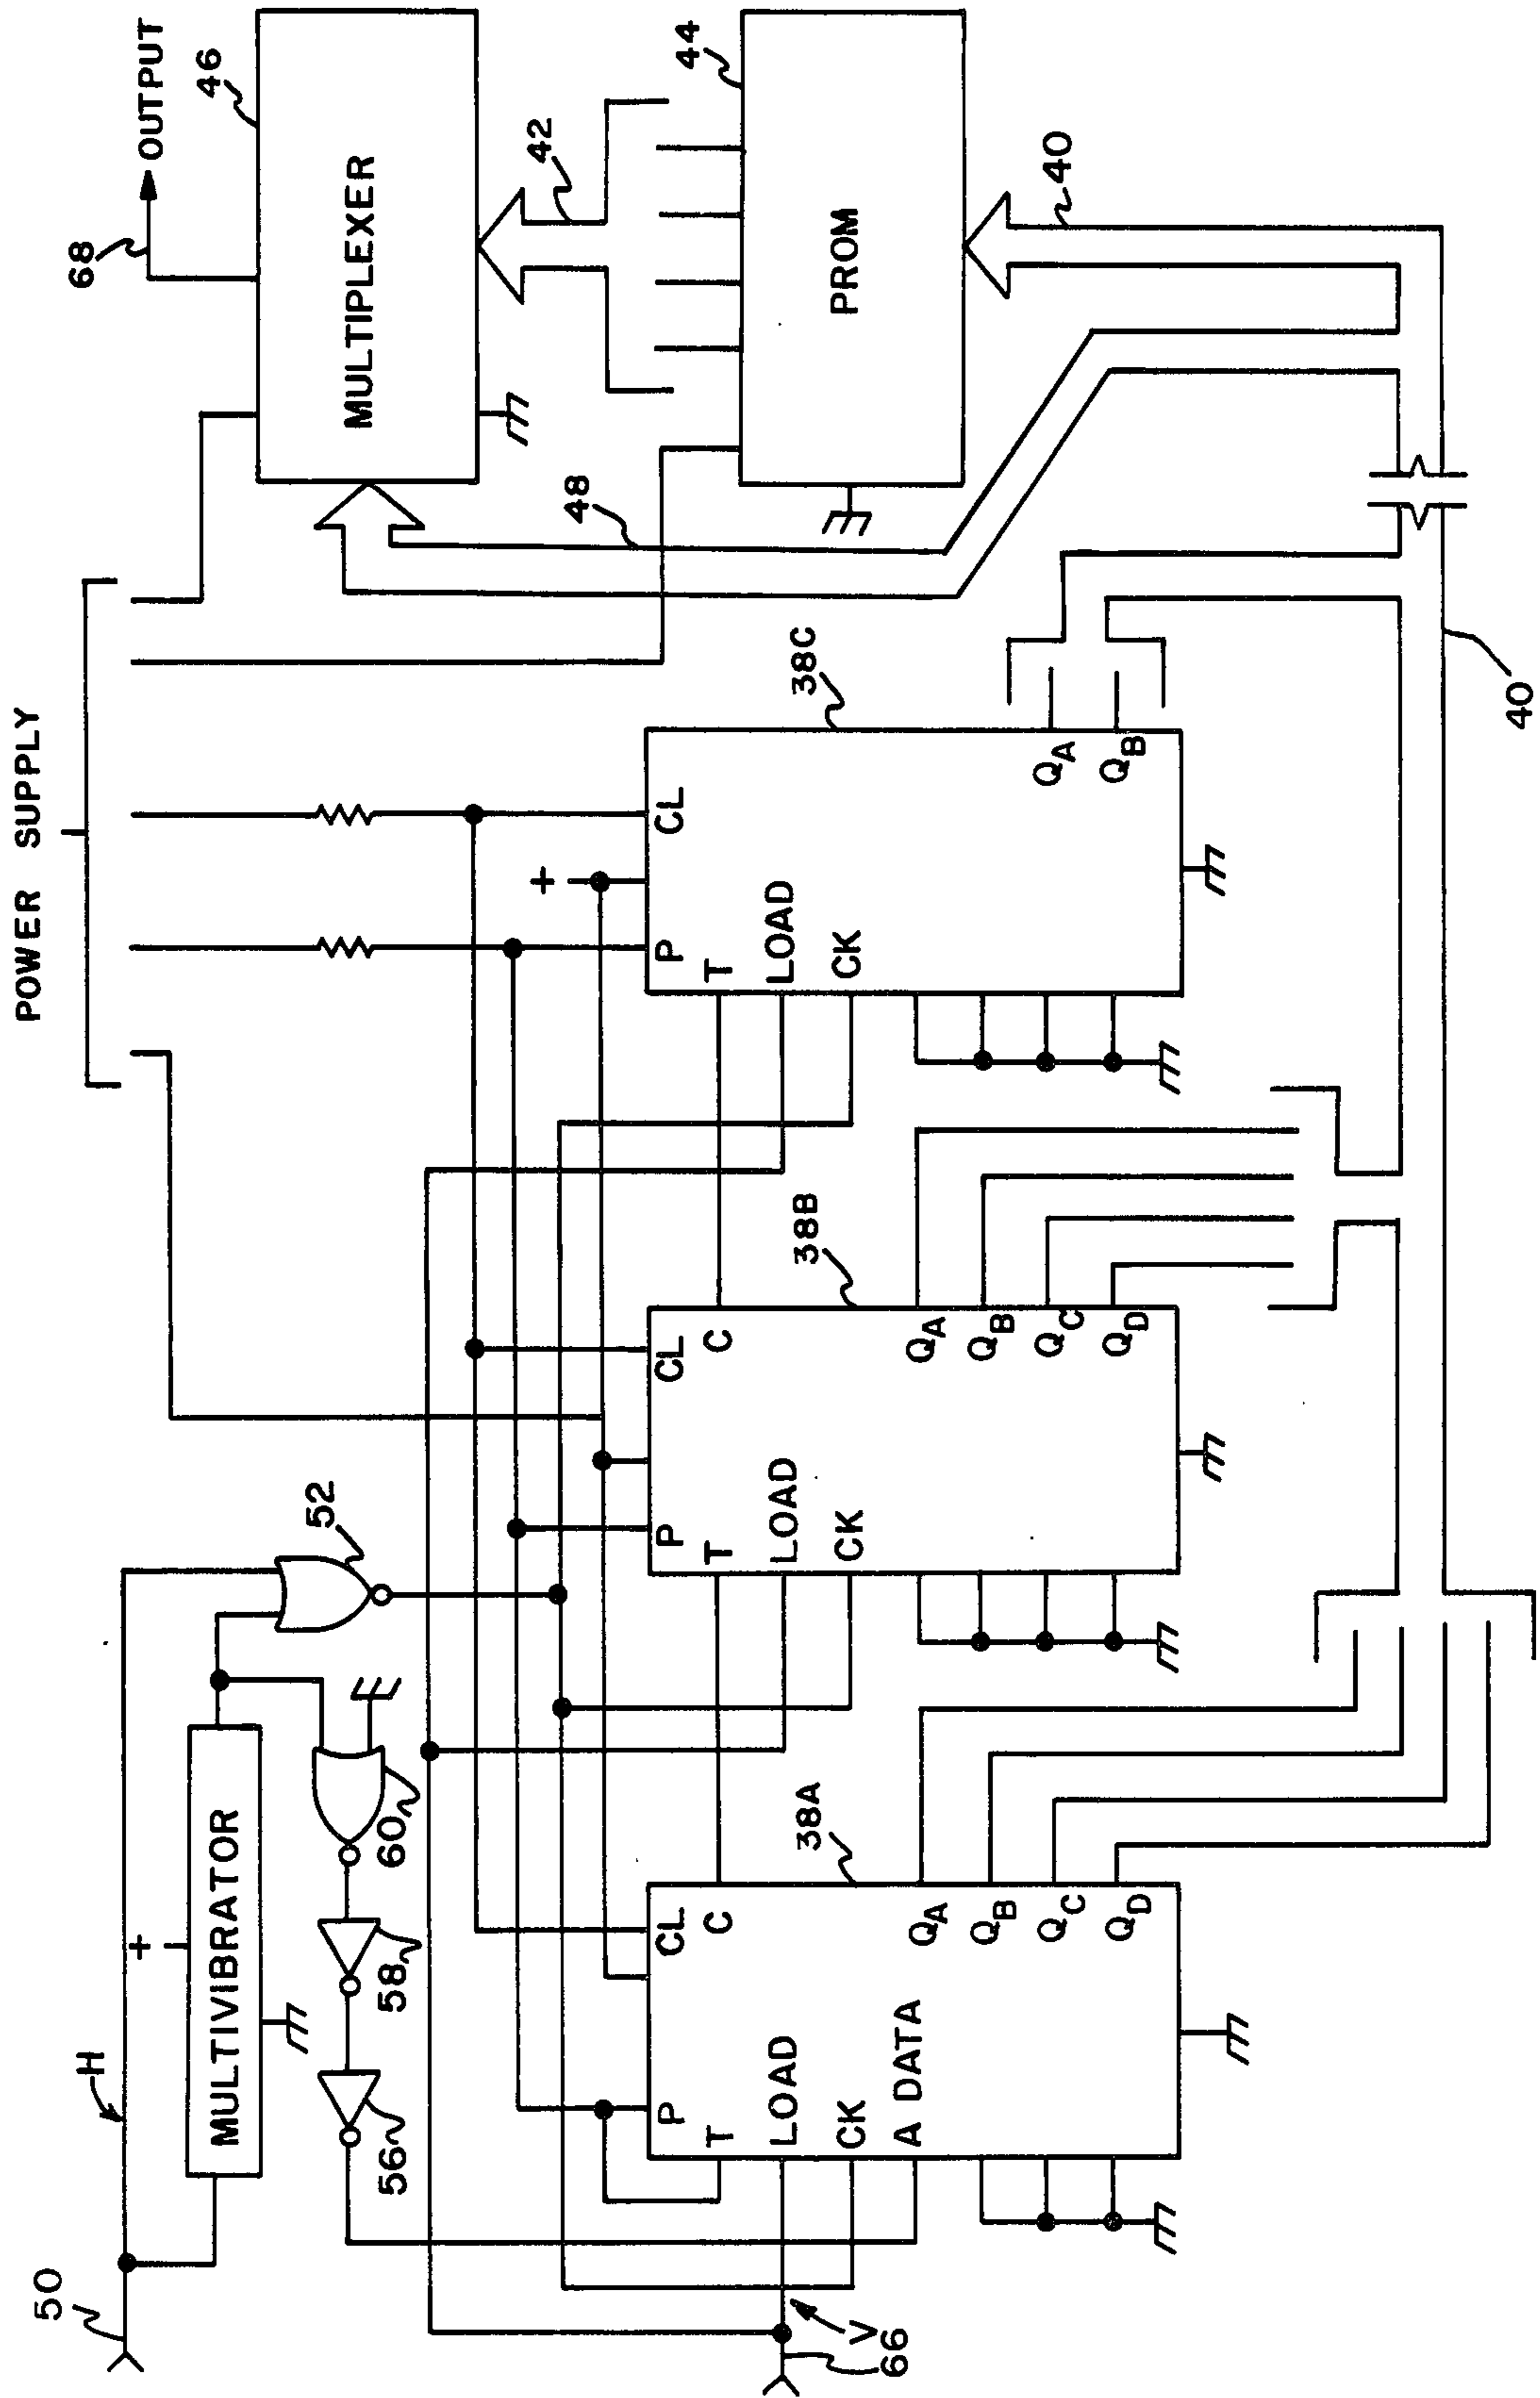 POWER SUPPLY
50
H
+
MULTIVIBRATOR
52
60
58
56
68
OUTPUT
46
MULTIPLEXER
42
44
PROM
48
40
66
V
38A
P
CL
T
C
LOAD
CK
A DATA
QA
QB
QC
QD
38B
P
CL
T
C
LOAD
CK
QA
QB
QC
QD
38C
+
P
CL
T
LOAD
CK
QA
QB
40